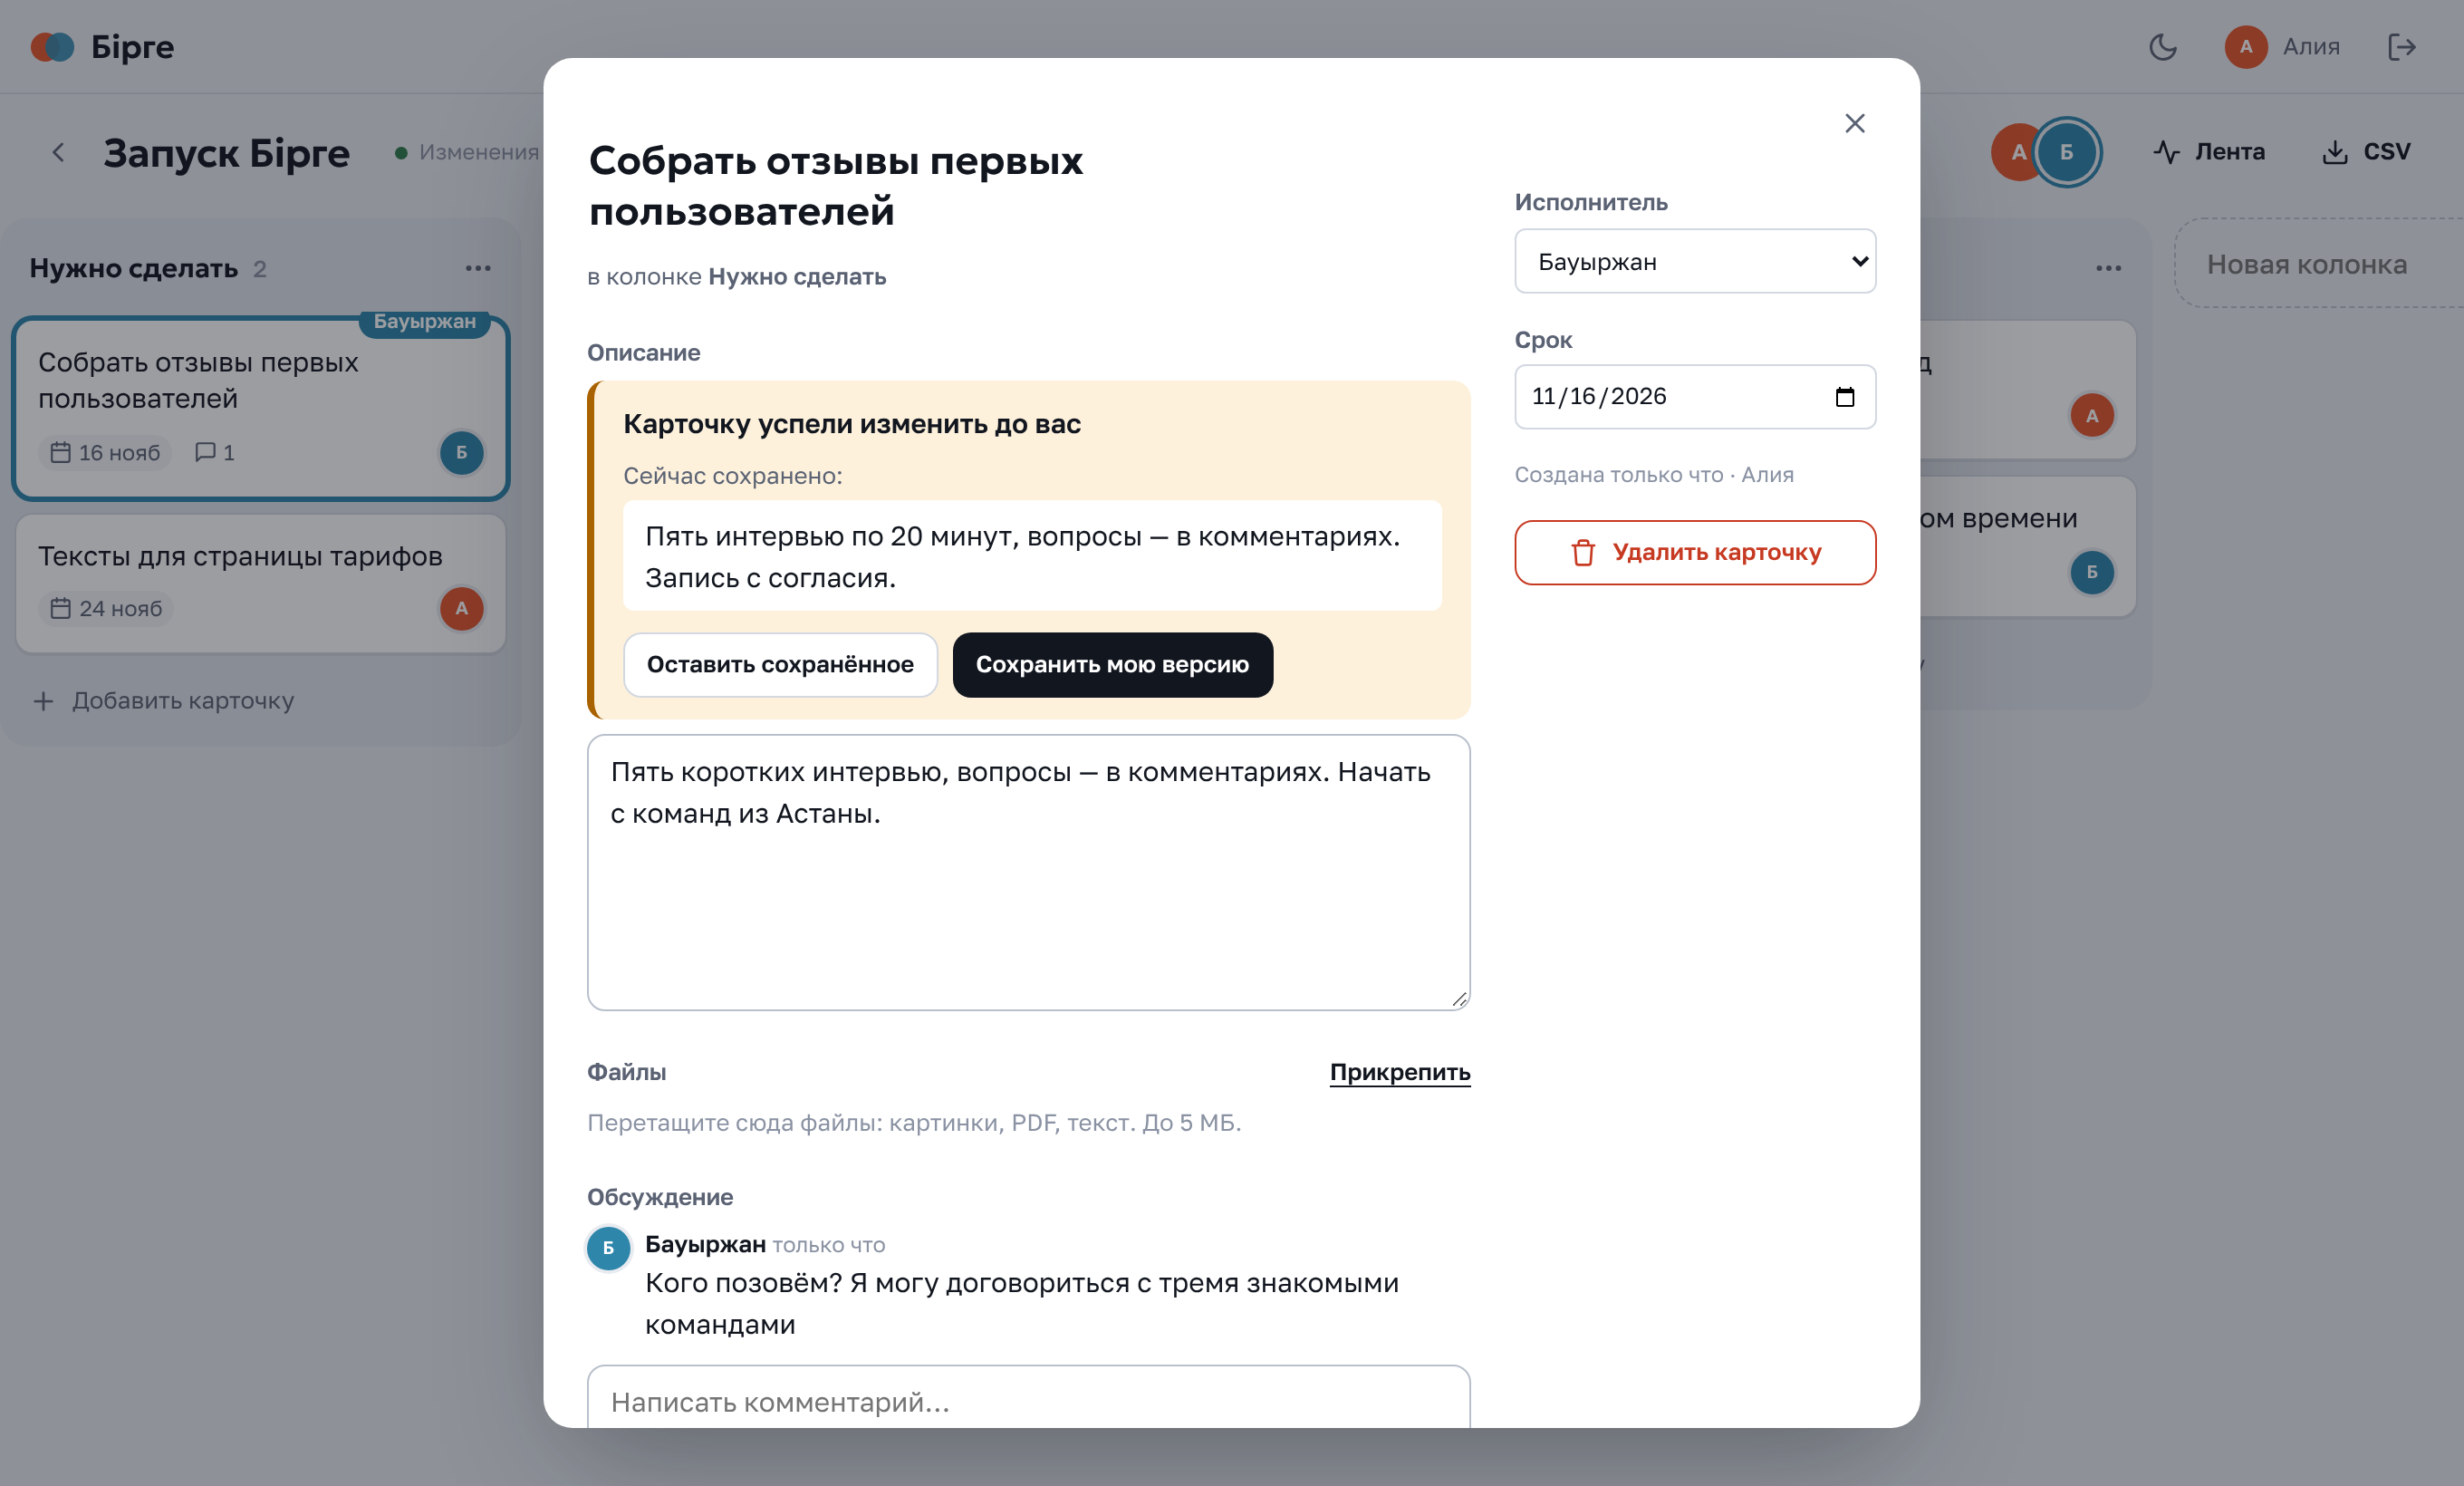 Бірге
А Алия
Запуск Бірге
Изменения
А Б
Лента
CSV
Нужно сделать 2
Бауыржан
Собрать отзывы первых
пользователей
16 нояб
1
Б
Тексты для страницы тарифов
24 нояб
А
Добавить карточку
Собрать отзывы первых
пользователей
в колонке Нужно сделать
Описание
Карточку успели изменить до вас
Сейчас сохранено:
Пять интервью по 20 минут, вопросы — в комментариях.
Запись с согласия.
Оставить сохранённое
Сохранить мою версию
Пять коротких интервью, вопросы — в комментариях. Начать
с команд из Астаны.
Файлы
Прикрепить
Перетащите сюда файлы: картинки, PDF, текст. До 5 МБ.
Обсуждение
Б
Бауыржан только что
Кого позовём? Я могу договориться с тремя знакомыми
командами
Написать комментарий...
Исполнитель
Бауыржан
Срок
11/16/2026
Создана только что · Алия
Удалить карточку
А
ом времени
Б
Новая колонка